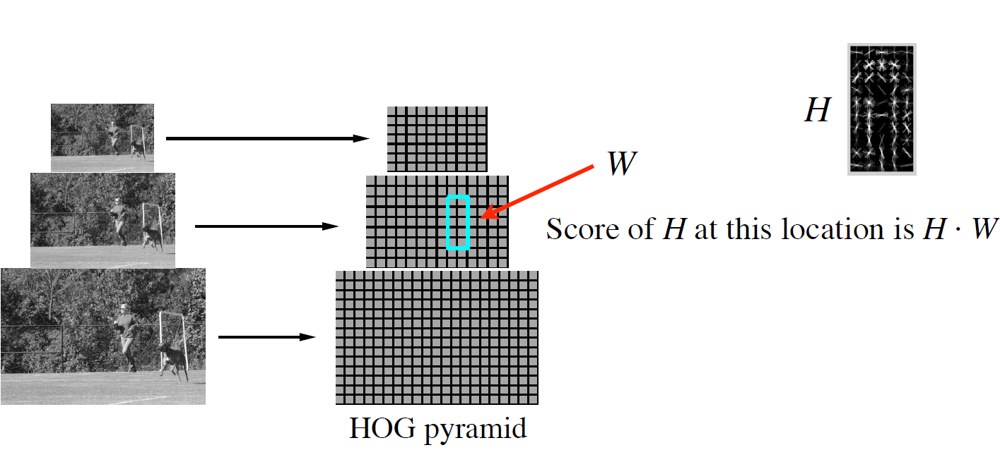 H
W
Score of H at this location is H · W
HOG pyramid